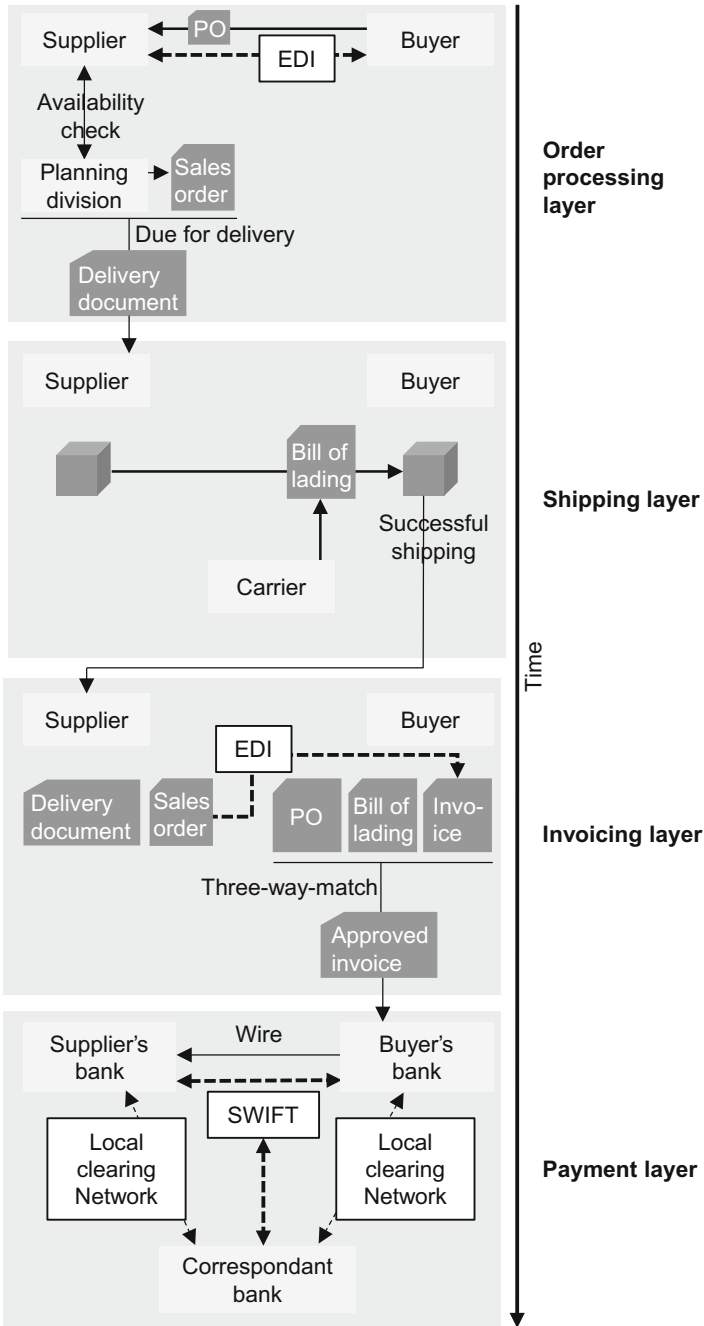 Supplier
PO
Buyer
EDI
Availability
check
Planning
division
Sales
order
Due for delivery
Delivery
document
Order
processing
layer
Supplier
Buyer
Bill of
lading
Successful
shipping
Carrier
Shipping layer
Time
Supplier
Buyer
EDI
Delivery
document
Sales
order
PO
Bill of
lading
Invo-
ice
Invoicing layer
Three-way-match
Approved
invoice
Supplier's
bank
Wire
Buyer's
bank
SWIFT
Local
clearing
Network
Local
clearing
Network
Payment layer
Correspondant
bank